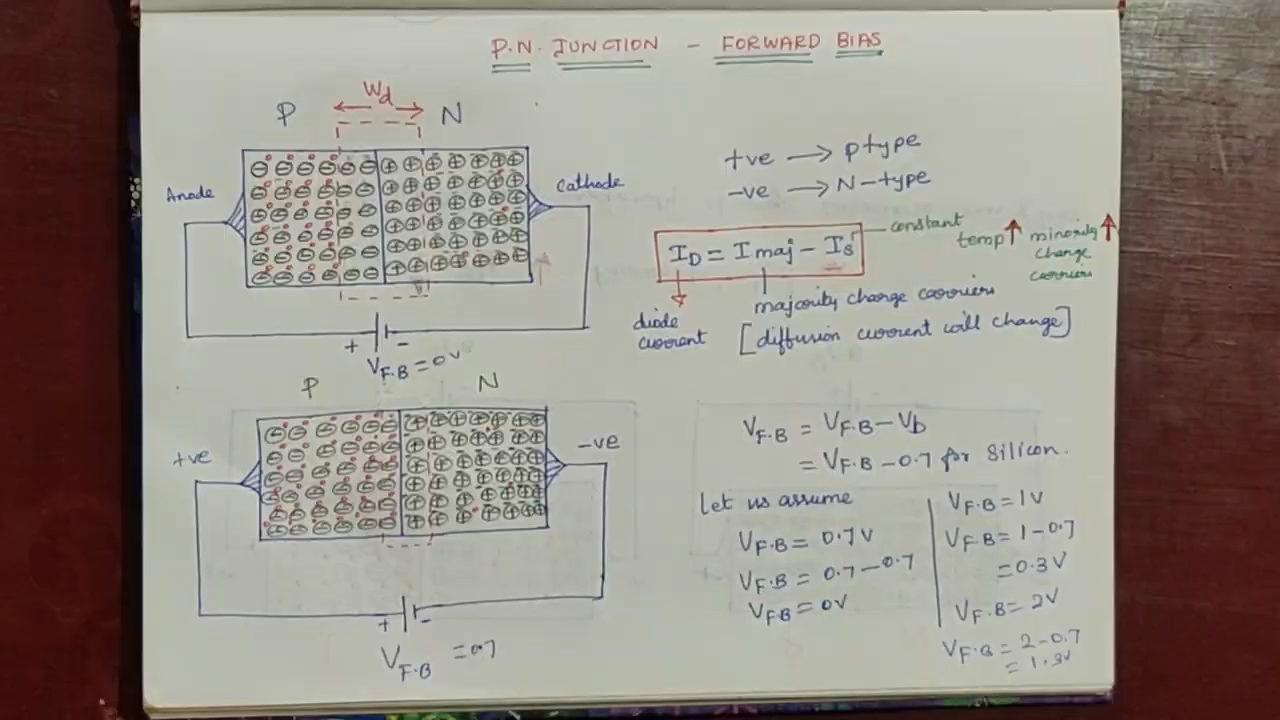 P.N. JUNCTION - FORWARD BIAS
Wd
P N
Anode
Cathode
+ -
VF.B = 0V
+ve → p type
-ve → N-type
ID = Imaj - Is
constant
temp ↑ minority ↑
charge
carriers
diode
current
majority charge carriers
[diffusion current will change]
P N
+ve
-ve
+ -
VF.B = 0.7
VF.B = VF.B - Vb
= VF.B - 0.7 for Silicon.
Let us assume
VF.B = 0.7V
VF.B = 0.7 - 0.7
VF.B = 0V
VF.B = 1V
VF.B = 1 - 0.7
= 0.3V
VF.B = 2V
VF.B = 2 - 0.7
= 1.3V